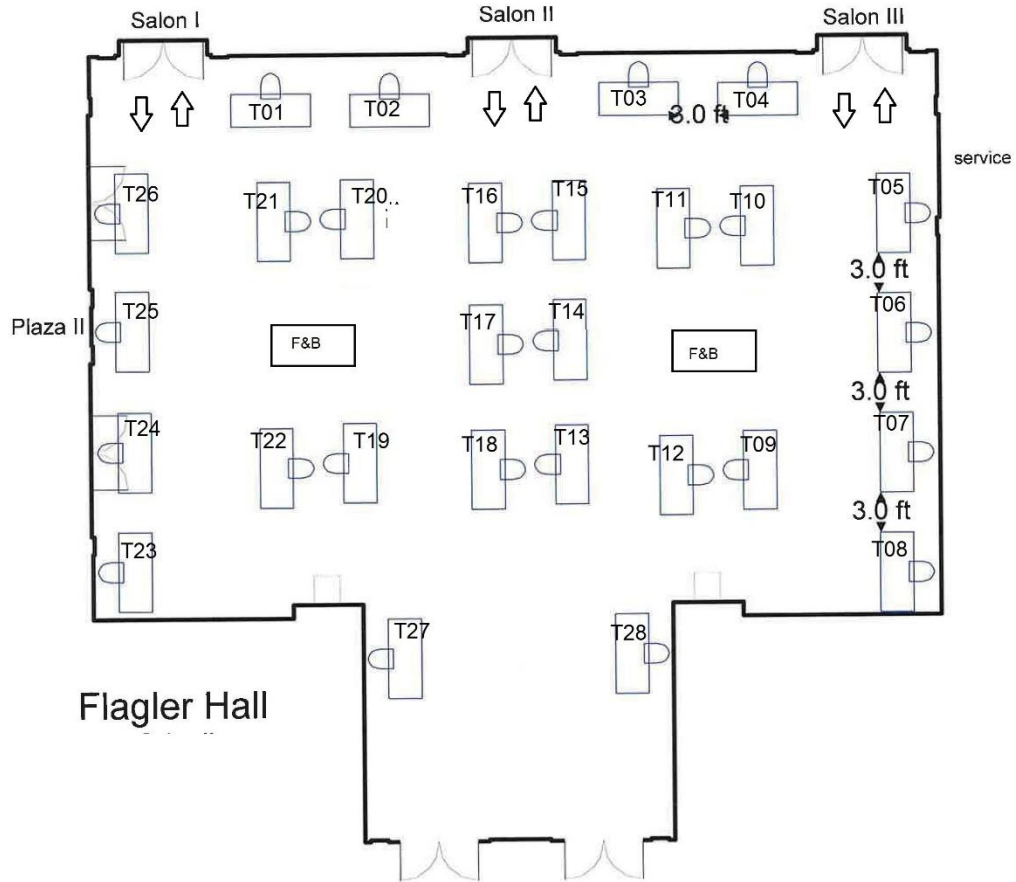 Salon I
Salon II
Salon III
T01
T02
T03
T04
3.0 ft
service
T26
T21
T20..
T16
T15
T11
T10
T05
3.0 ft
Plaza II
T25
F&B
T17
T14
F&B
T06
3.0 ft
T24
T22
T19
T18
T13
T12
T09
T07
3.0 ft
T23
T08
T27
T28
Flagler Hall